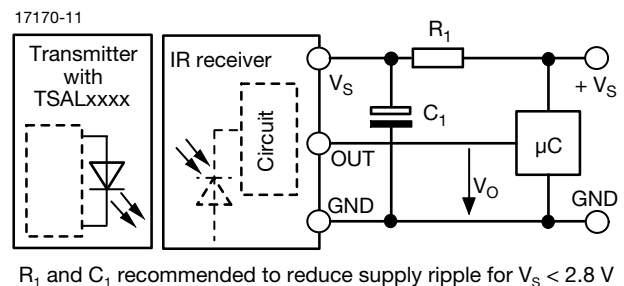 17170-11
Transmitter
with
TSALxxxx
IR receiver
Circuit
VS
R1
+ VS
C1
OUT
µC
VO
GND
GND
R1 and C1 recommended to reduce supply ripple for VS < 2.8 V